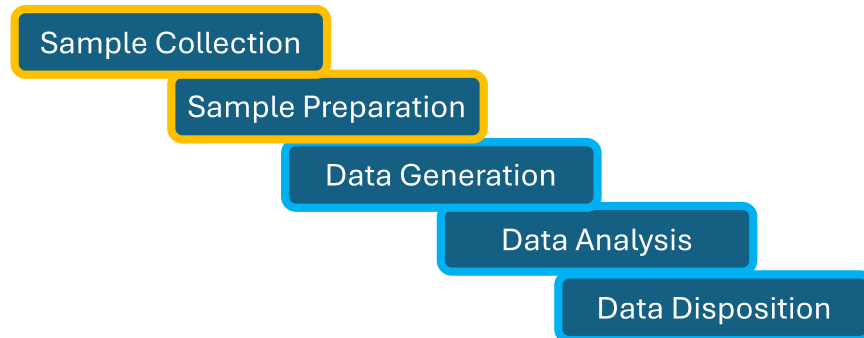 Sample Collection
Sample Preparation
Data Generation
Data Analysis
Data Disposition